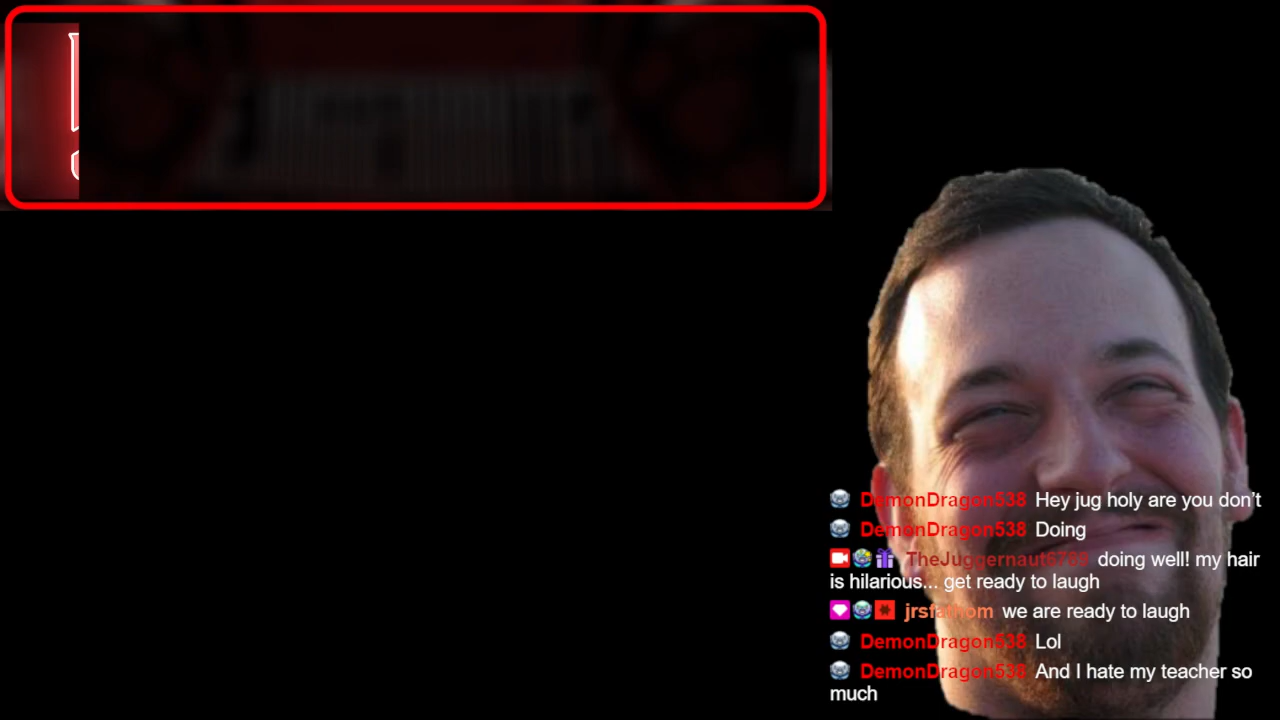 DemonDragon538 Hey jug holy are you don't
DemonDragon538 Doing
TheJuggernaut6789 doing well! my hair
is hilarious... get ready to laugh
jrsfathom we are ready to laugh
DemonDragon538 Lol
DemonDragon538 And I hate my teacher so
much